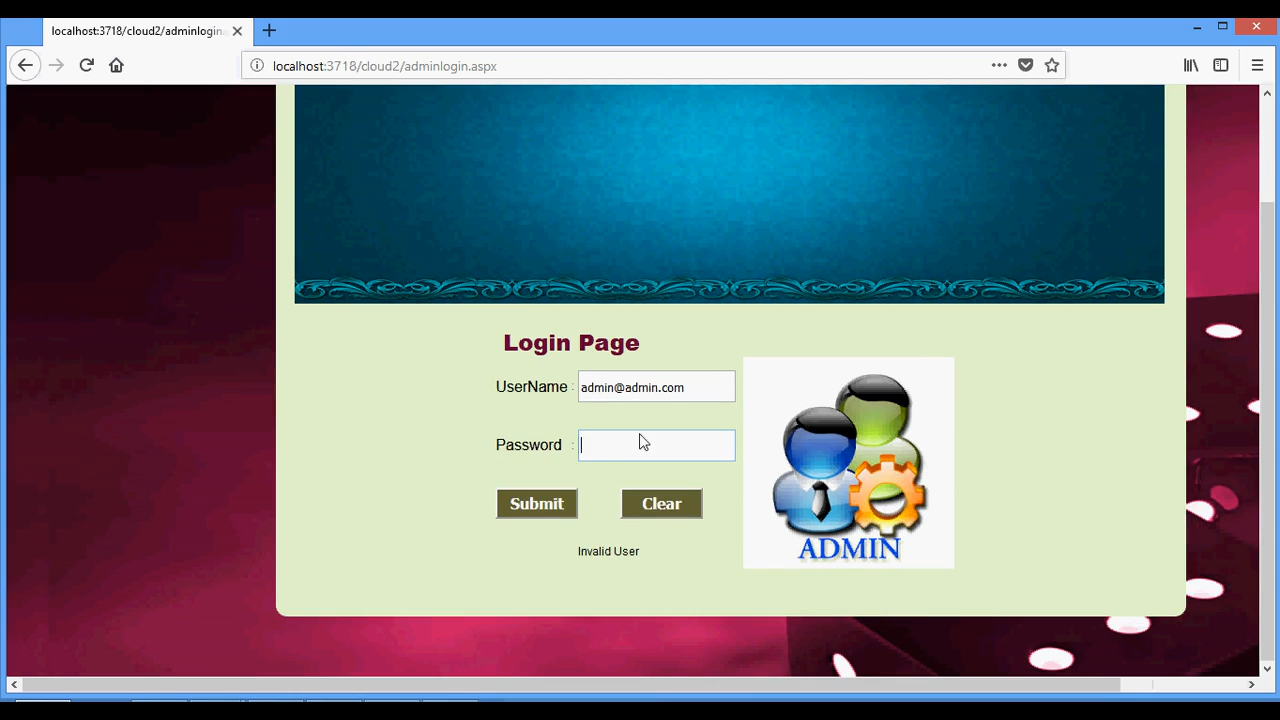 localhost:3718/cloud2/adminlogin
localhost:3718/cloud2/adminlogin.aspx
Login Page
UserName : admin@admin.com
Password :
Submit Clear
Invalid User
ADMIN